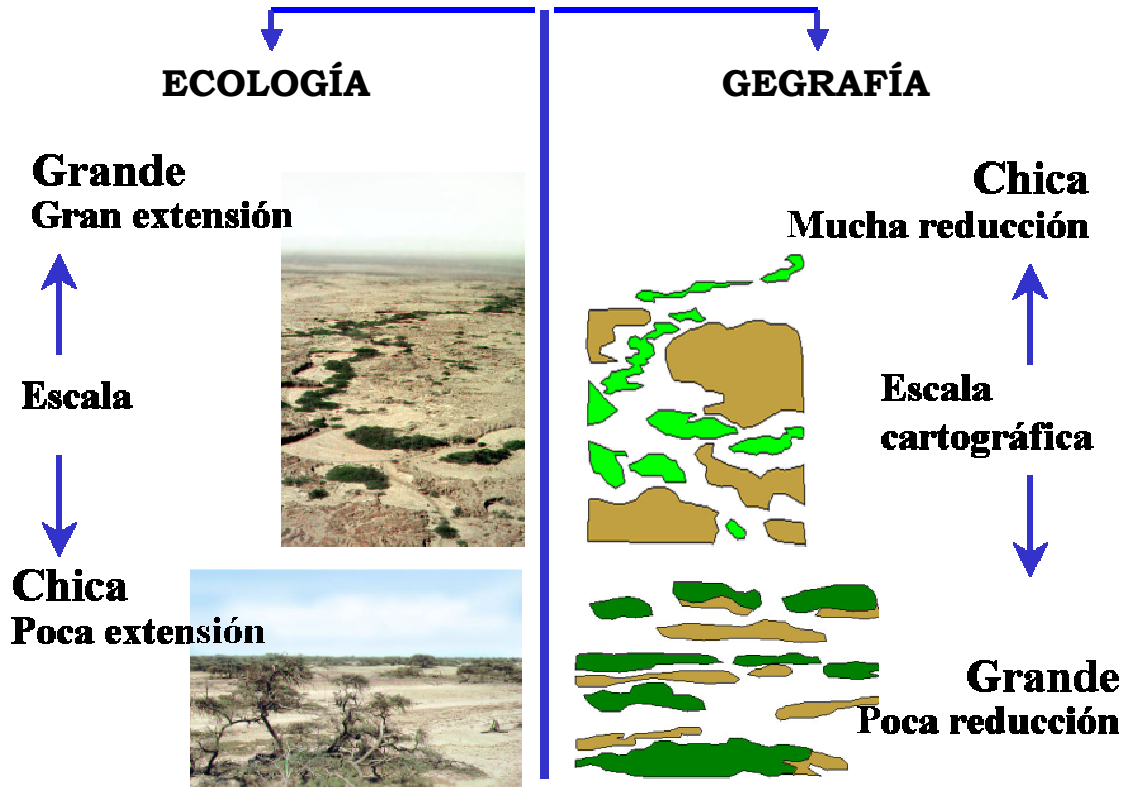 ECOLOGÍA
Grande
Gran extensión
Escala
Chica
Poca extensión
GEGRAFÍA
Chica
Mucha reducción
Escala
cartográfica
Grande
Poca reducción